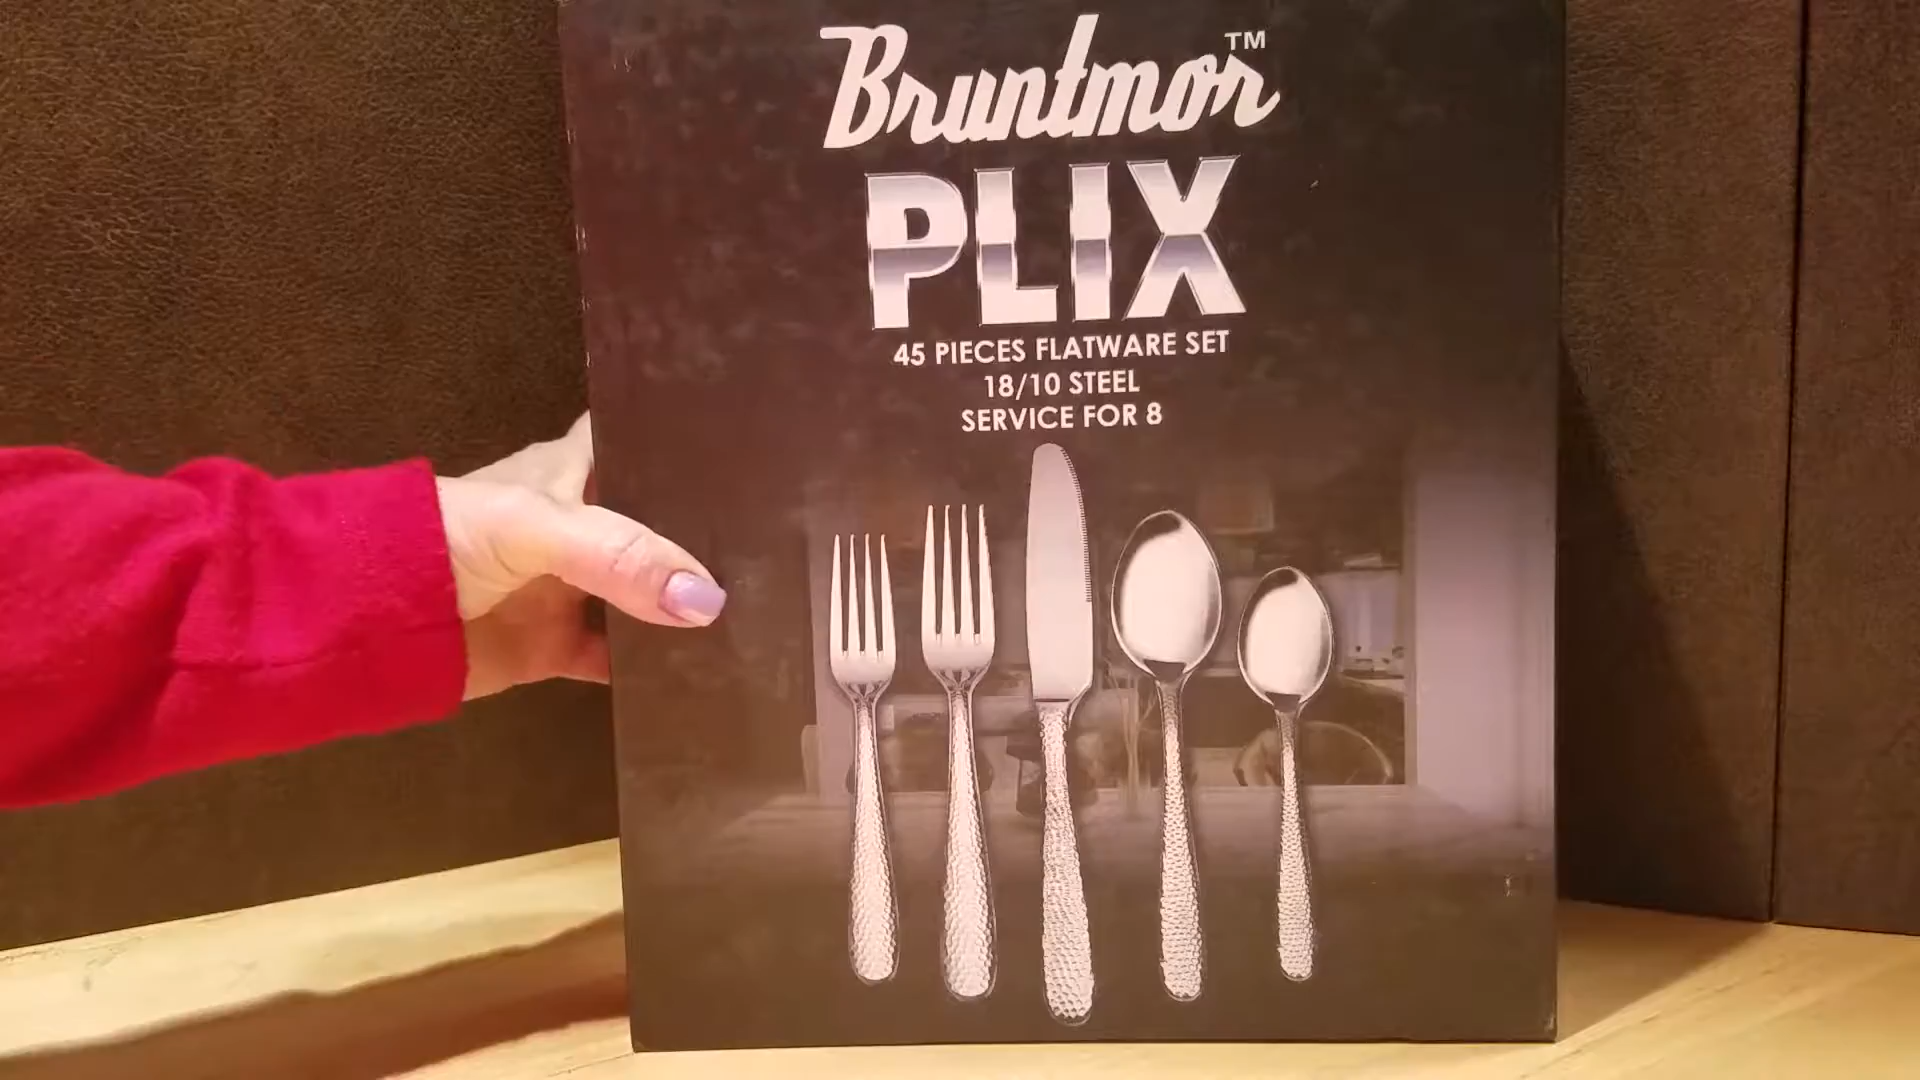 Bruntmor™
PLIX
45 PIECES FLATWARE SET
18/10 STEEL
SERVICE FOR 8